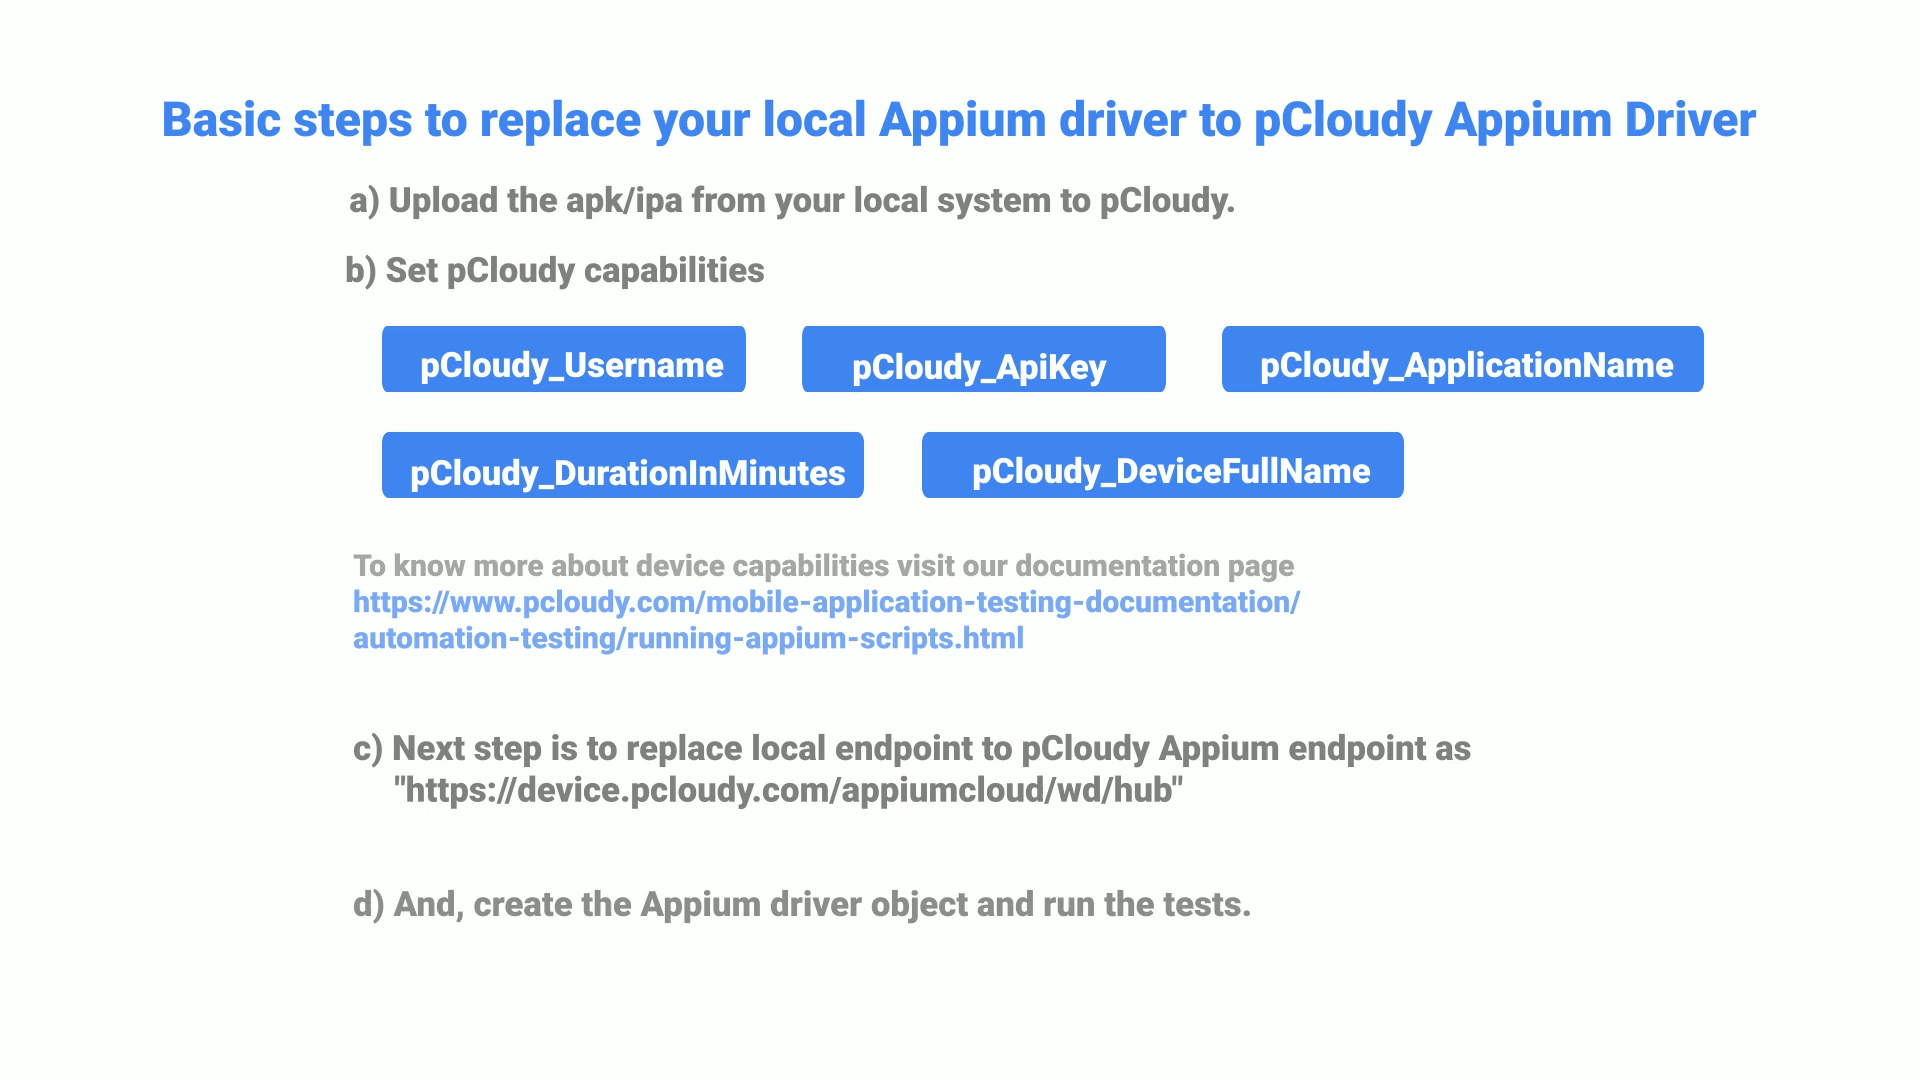 Basic steps to replace your local Appium driver to pCloudy Appium Driver
a) Upload the apk/ipa from your local system to pCloudy.
b) Set pCloudy capabilities
pCloudy_Username
pCloudy_ApiKey
pCloudy_ApplicationName
pCloudy_DurationInMinutes
pCloudy_DeviceFullName
To know more about device capabilities visit our documentation page
https://www.pcloudy.com/mobile-application-testing-documentation/
automation-testing/running-appium-scripts.html
c) Next step is to replace local endpoint to pCloudy Appium endpoint as
"https://device.pcloudy.com/appiumcloud/wd/hub"
d) And, create the Appium driver object and run the tests.